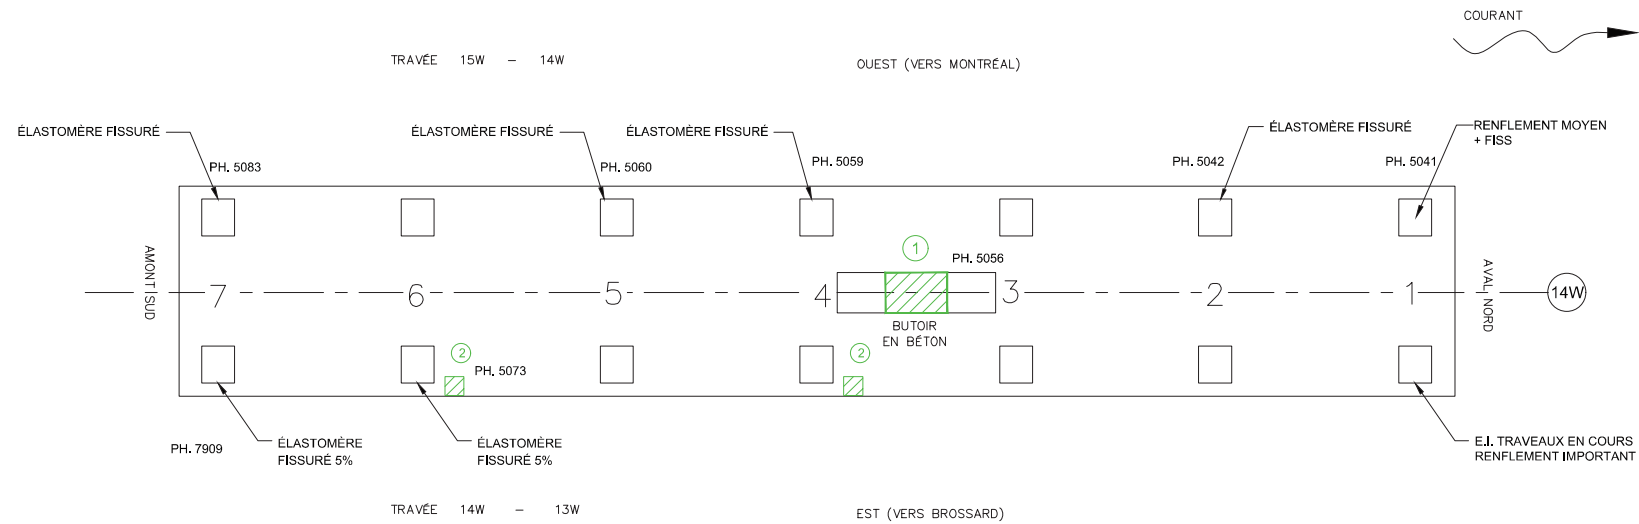 COURANT
TRAVÉE 15W – 14W
OUEST (VERS MONTRÉAL)
ÉLASTOMÈRE FISSURÉ
ÉLASTOMÈRE FISSURÉ
ÉLASTOMÈRE FISSURÉ
ÉLASTOMÈRE FISSURÉ
RENFLEMENT MOYEN
+ FISS
PH. 5083
PH. 5060
PH. 5059
PH. 5042
PH. 5041
1
PH. 5056
AMONT SUD
7
6
5
4
3
2
1
AVAL NORD
14W
BUTOIR
EN BÉTON
2
PH. 5073
2
PH. 7909
ÉLASTOMÈRE
FISSURÉ 5%
ÉLASTOMÈRE
FISSURÉ 5%
E.I. TRAVEAUX EN COURS
RENFLEMENT IMPORTANT
TRAVÉE 14W – 13W
EST (VERS BROSSARD)